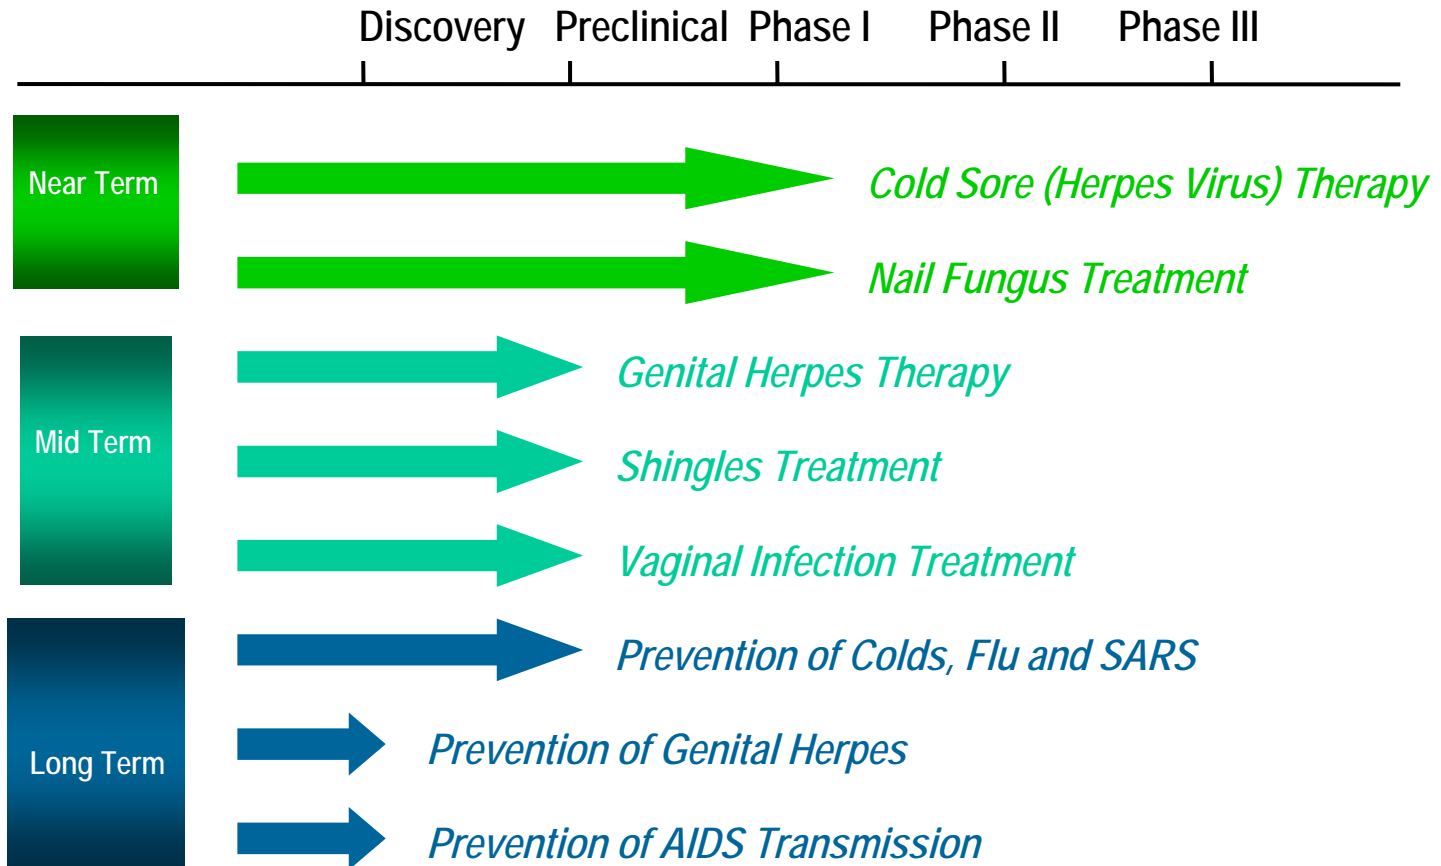 Discovery Preclinical Phase I Phase II Phase III
Near Term
Cold Sore (Herpes Virus) Therapy
Nail Fungus Treatment
Mid Term
Genital Herpes Therapy
Shingles Treatment
Vaginal Infection Treatment
Long Term
Prevention of Colds, Flu and SARS
Prevention of Genital Herpes
Prevention of AIDS Transmission